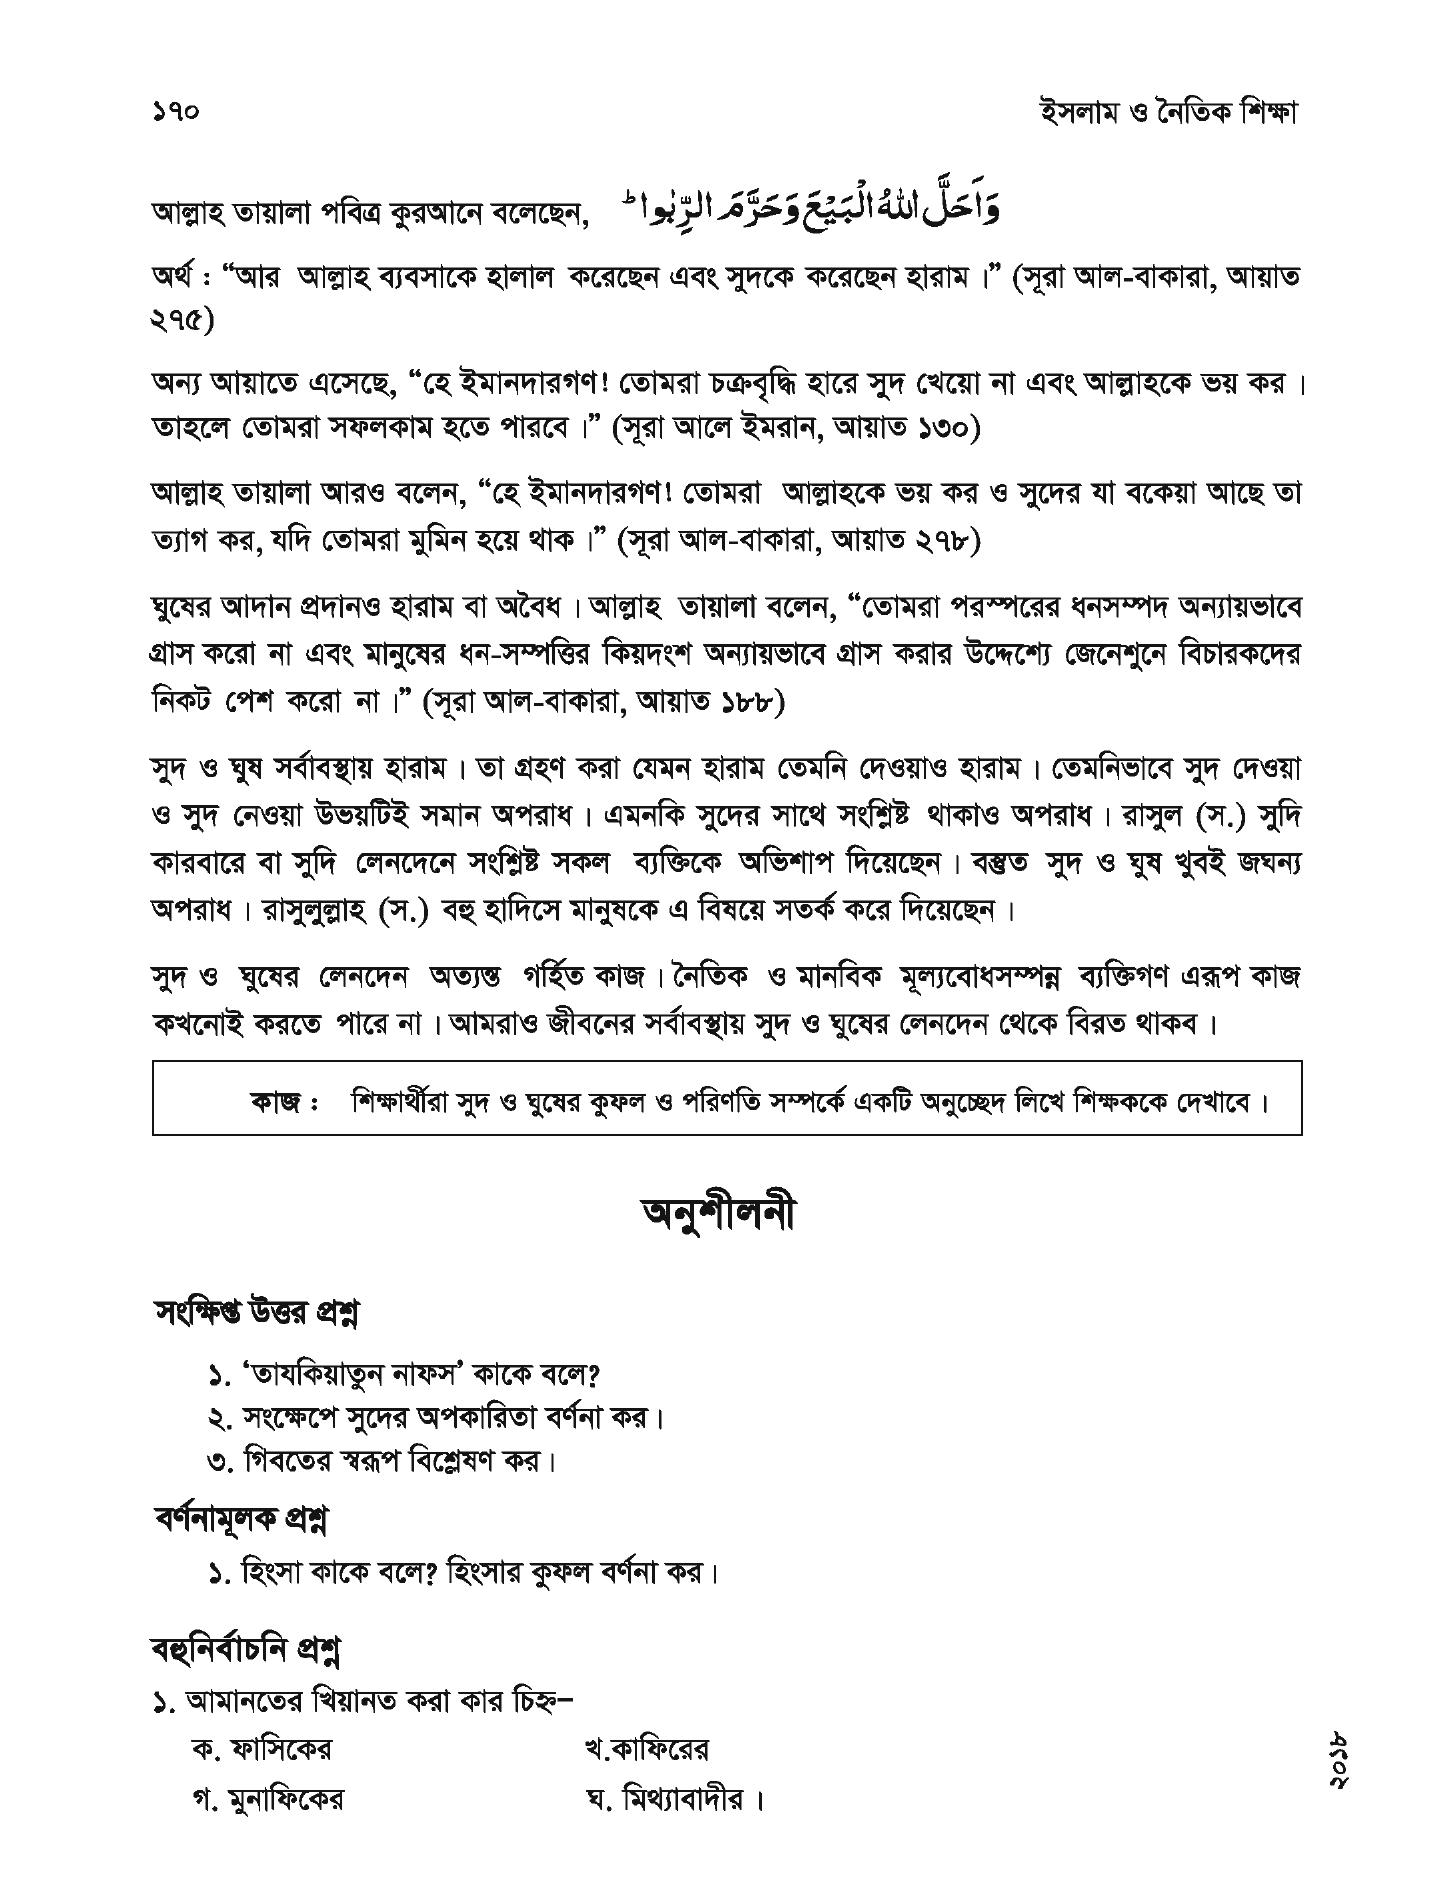 ১৭০
ইসলাম ও নৈতিক শিক্ষা
আল্লাহ তায়ালা পবিত্র কুরআনে বলেছেন, وَاَحَلَّ اللهُ الْبَيْعَ وَحَرَّمَ الرِّبٰوا ؕ
অর্থ : “আর আল্লাহ ব্যবসাকে হালাল করেছেন এবং সুদকে করেছেন হারাম।” (সূরা আল-বাকারা, আয়াত
২৭৫)
অন্য আয়াতে এসেছে, “হে ইমানদারগণ! তোমরা চক্রবৃদ্ধি হারে সুদ খেয়ো না এবং আল্লাহকে ভয় কর।
তাহলে তোমরা সফলকাম হতে পারবে।” (সূরা আলে ইমরান, আয়াত ১৩০)
আল্লাহ তায়ালা আরও বলেন, “হে ইমানদারগণ! তোমরা আল্লাহকে ভয় কর ও সুদের যা বকেয়া আছে তা
ত্যাগ কর, যদি তোমরা মুমিন হয়ে থাক।” (সূরা আল-বাকারা, আয়াত ২৭৮)
ঘুষের আদান প্রদানও হারাম বা অবৈধ। আল্লাহ তায়ালা বলেন, “তোমরা পরস্পরের ধনসম্পদ অন্যায়ভাবে
গ্রাস করো না এবং মানুষের ধন-সম্পত্তির কিয়দংশ অন্যায়ভাবে গ্রাস করার উদ্দেশ্যে জেনেশুনে বিচারকদের
নিকট পেশ করো না।” (সূরা আল-বাকারা, আয়াত ১৮৮)
সুদ ও ঘুষ সর্বাবস্থায় হারাম। তা গ্রহণ করা যেমন হারাম তেমনি দেওয়াও হারাম। তেমনিভাবে সুদ দেওয়া
ও সুদ নেওয়া উভয়টিই সমান অপরাধ। এমনকি সুদের সাথে সংশ্লিষ্ট থাকাও অপরাধ। রাসুল (স.) সুদি
কারবারে বা সুদি লেনদেনে সংশ্লিষ্ট সকল ব্যক্তিকে অভিশাপ দিয়েছেন। বস্তুত সুদ ও ঘুষ খুবই জঘন্য
অপরাধ। রাসুলুল্লাহ (স.) বহু হাদিসে মানুষকে এ বিষয়ে সতর্ক করে দিয়েছেন।
সুদ ও ঘুষের লেনদেন অত্যন্ত গর্হিত কাজ। নৈতিক ও মানবিক মূল্যবোধসম্পন্ন ব্যক্তিগণ এরূপ কাজ
কখনোই করতে পারে না। আমরাও জীবনের সর্বাবস্থায় সুদ ও ঘুষের লেনদেন থেকে বিরত থাকব।
কাজ : শিক্ষার্থীরা সুদ ও ঘুষের কুফল ও পরিণতি সম্পর্কে একটি অনুচ্ছেদ লিখে শিক্ষককে দেখাবে।
অনুশীলনী
সংক্ষিপ্ত উত্তর প্রশ্ন
১. ‘তাযকিয়াতুন নাফস’ কাকে বলে?
২. সংক্ষেপে সুদের অপকারিতা বর্ণনা কর।
৩. গিবতের স্বরূপ বিশ্লেষণ কর।
বর্ণনামূলক প্রশ্ন
১. হিংসা কাকে বলে? হিংসার কুফল বর্ণনা কর।
বহুনির্বাচনি প্রশ্ন
১. আমানতের খিয়ানত করা কার চিহ্ন–
ক. ফাসিকের খ.কাফিরের
গ. মুনাফিকের ঘ. মিথ্যাবাদীর।
২০১৮